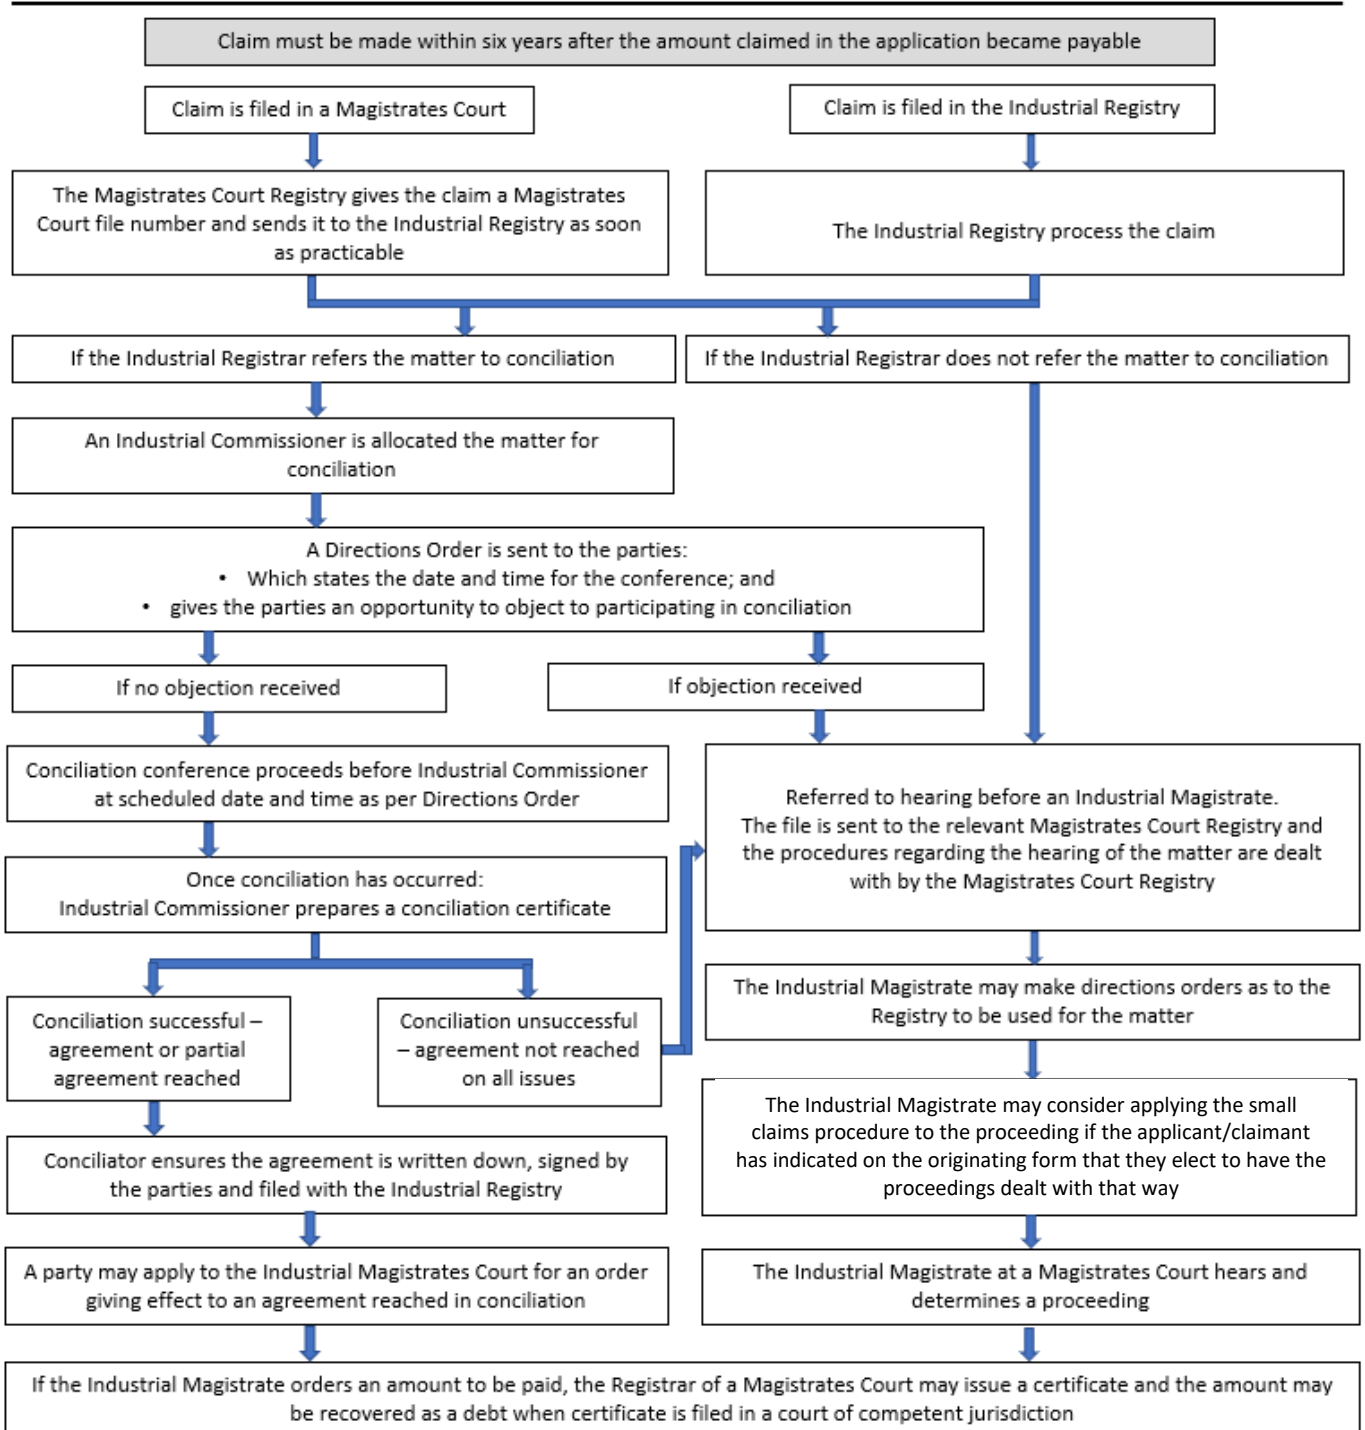 Claim must be made within six years after the amount claimed in the application became payable
Claim is filed in a Magistrates Court
Claim is filed in the Industrial Registry
The Magistrates Court Registry gives the claim a Magistrates
Court file number and sends it to the Industrial Registry as soon
as practicable
The Industrial Registry process the claim
If the Industrial Registrar refers the matter to conciliation
If the Industrial Registrar does not refer the matter to conciliation
An Industrial Commissioner is allocated the matter for
conciliation
A Directions Order is sent to the parties:
• Which states the date and time for the conference; and
• gives the parties an opportunity to object to participating in conciliation
If no objection received
If objection received
Conciliation conference proceeds before Industrial Commissioner
at scheduled date and time as per Directions Order
Referred to hearing before an Industrial Magistrate.
The file is sent to the relevant Magistrates Court Registry and
the procedures regarding the hearing of the matter are dealt
with by the Magistrates Court Registry
Once conciliation has occurred:
Industrial Commissioner prepares a conciliation certificate
The Industrial Magistrate may make directions orders as to the
Registry to be used for the matter
Conciliation successful –
agreement or partial
agreement reached
Conciliation unsuccessful
– agreement not reached
on all issues
The Industrial Magistrate may consider applying the small
claims procedure to the proceeding if the applicant/claimant
has indicated on the originating form that they elect to have the
proceedings dealt with that way
Conciliator ensures the agreement is written down, signed by
the parties and filed with the Industrial Registry
A party may apply to the Industrial Magistrates Court for an order
giving effect to an agreement reached in conciliation
The Industrial Magistrate at a Magistrates Court hears and
determines a proceeding
If the Industrial Magistrate orders an amount to be paid, the Registrar of a Magistrates Court may issue a certificate and the amount may
be recovered as a debt when certificate is filed in a court of competent jurisdiction